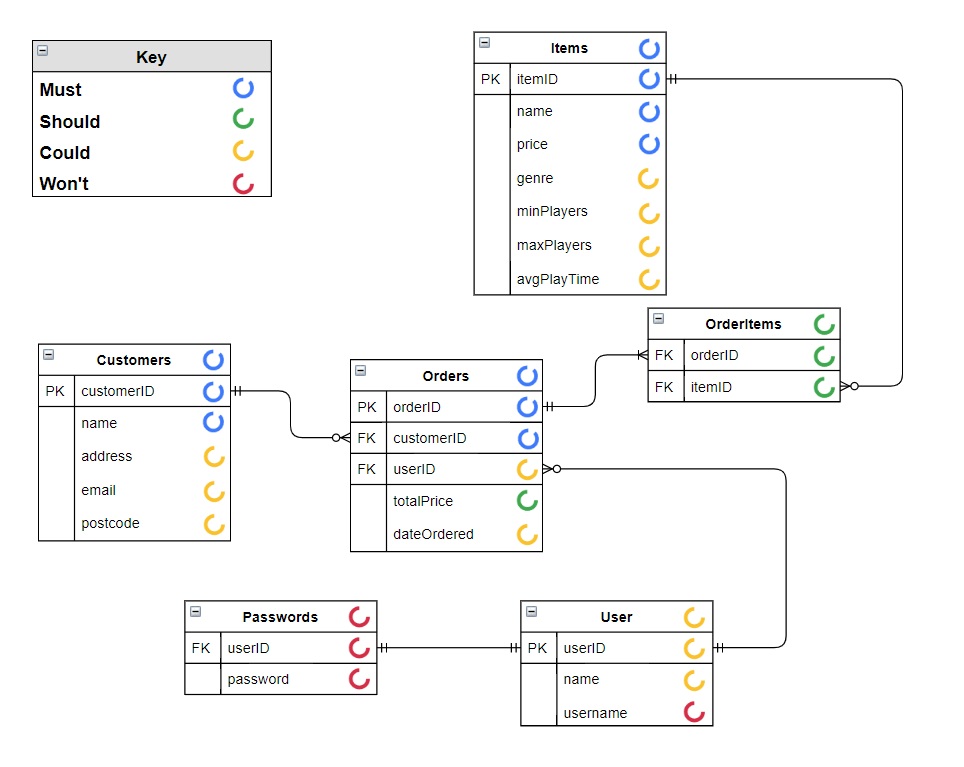 Key
Must
Should
Could
Won't
Items
PK itemID
name
price
genre
minPlayers
maxPlayers
avgPlayTime
OrderItems
FK orderID
FK itemID
Customers
PK customerID
name
address
email
postcode
Orders
PK orderID
FK customerID
FK userID
totalPrice
dateOrdered
Passwords
FK userID
password
User
PK userID
name
username